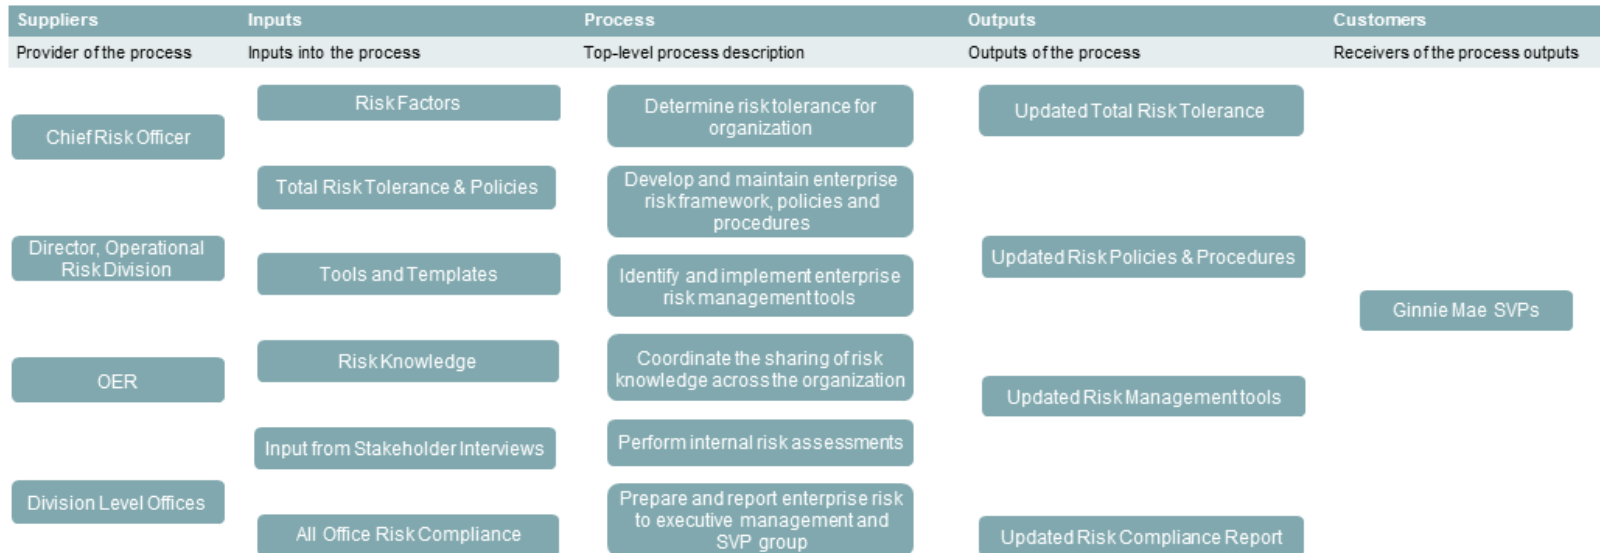 Suppliers Inputs Process Outputs Customers
Provider of the process Inputs into the process Top-level process description Outputs of the process Receivers of the process outputs
Chief Risk Officer
Director, Operational
Risk Division
OER
Division Level Offices
Risk Factors
Total Risk Tolerance & Policies
Tools and Templates
Risk Knowledge
Input from Stakeholder Interviews
All Office Risk Compliance
Determine risk tolerance for
organization
Develop and maintain enterprise
risk framework, policies and
procedures
Identify and implement enterprise
risk management tools
Coordinate the sharing of risk
knowledge across the organization
Perform internal risk assessments
Prepare and report enterprise risk
to executive management and
SVP group
Updated Total Risk Tolerance
Updated Risk Policies & Procedures
Updated Risk Management tools
Updated Risk Compliance Report
Ginnie Mae SVPs